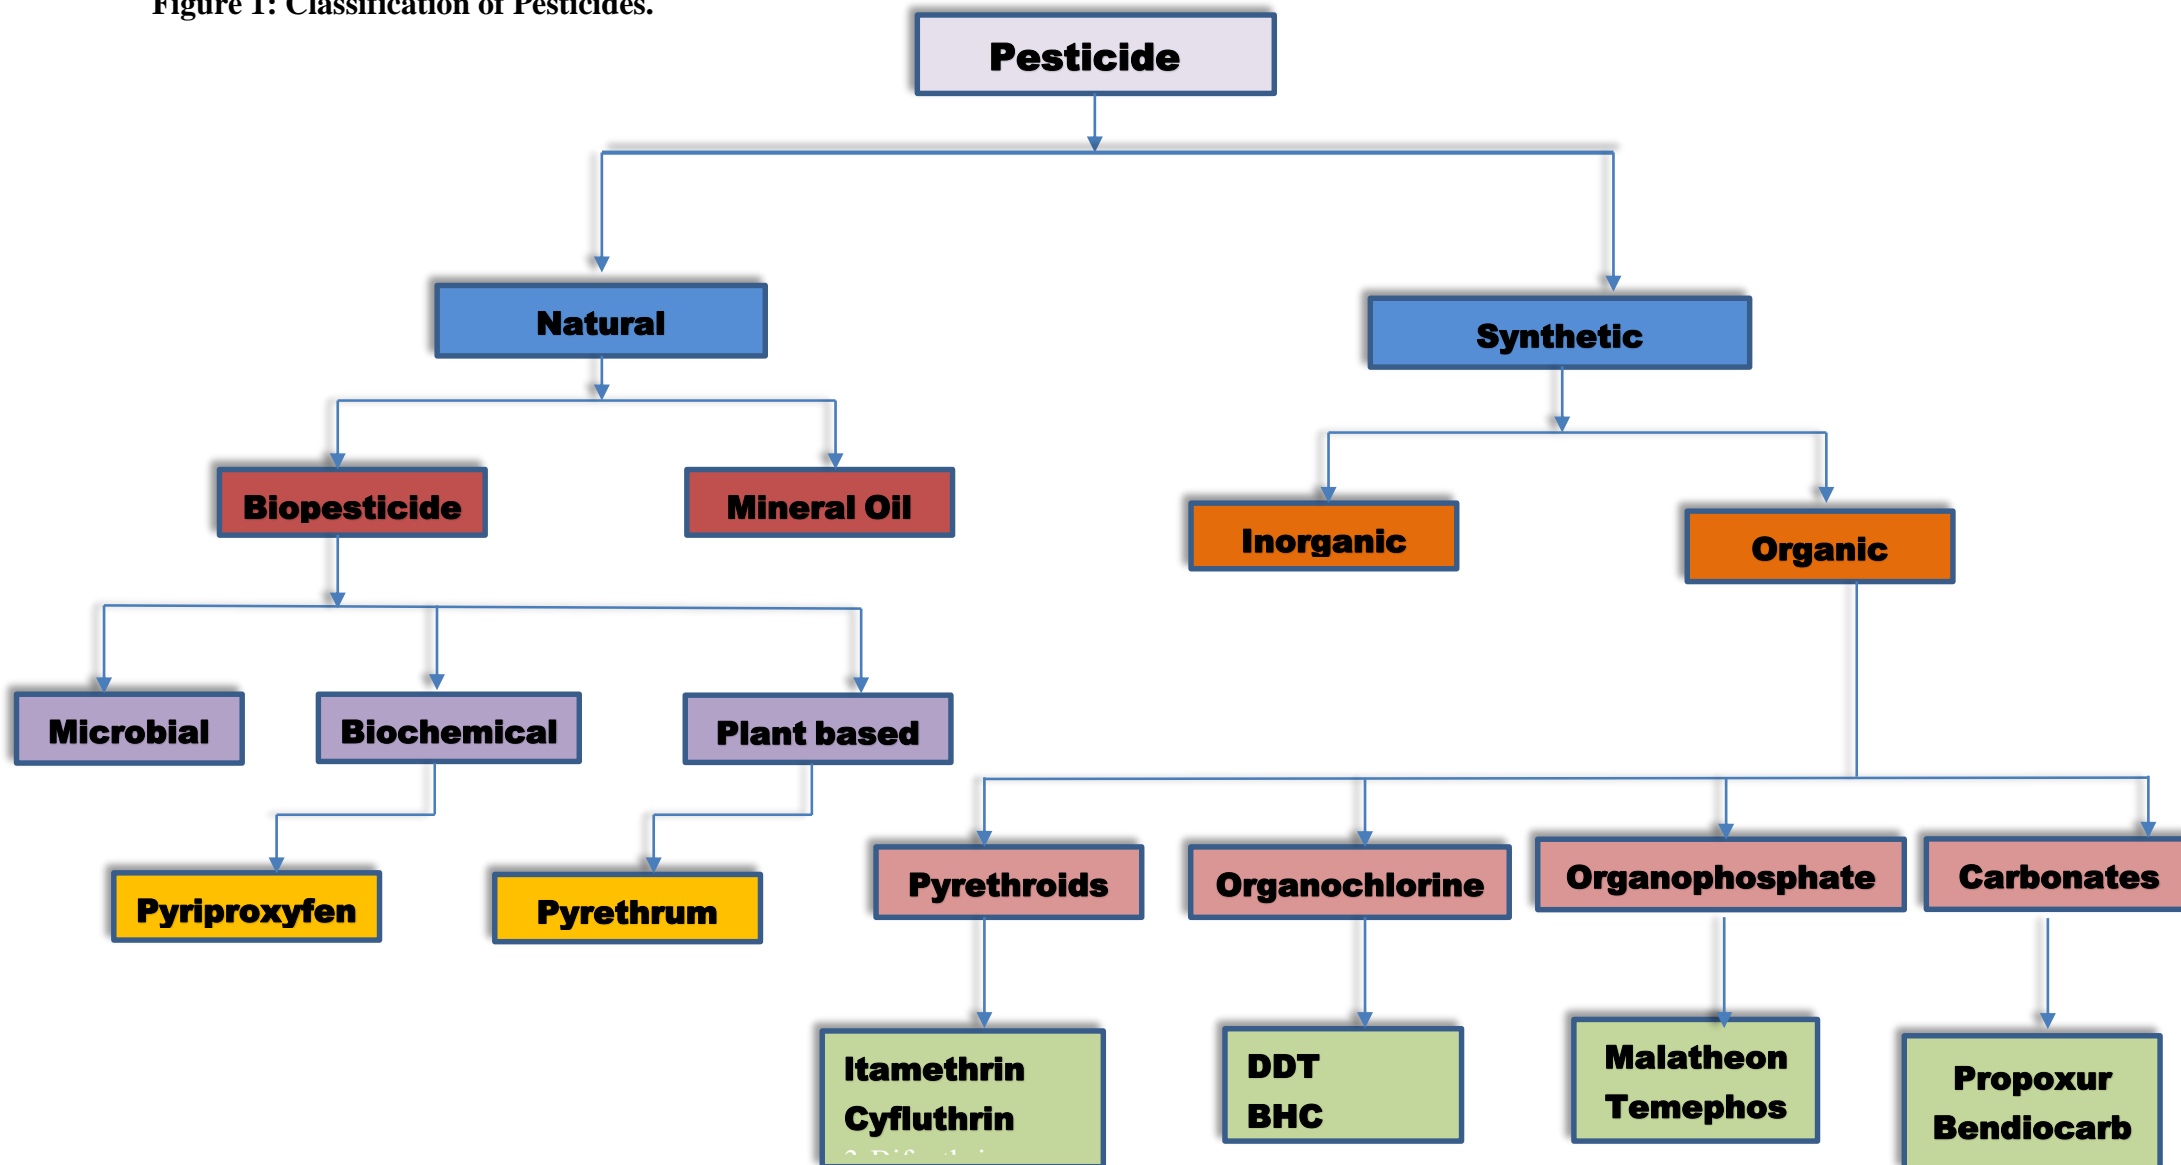 Figure 1: Classification of Pesticides.
Pesticide
Natural
Synthetic
Biopesticide
Mineral Oil
Inorganic
Organic
Microbial
Biochemical
Plant based
Pyriproxyfen
Pyrethrum
Pyrethroids
Organochlorine
Organophosphate
Carbonates
Itamethrin
Cyfluthrin
DDT
BHC
Malatheon
Temephos
Propoxur
Bendiocarb